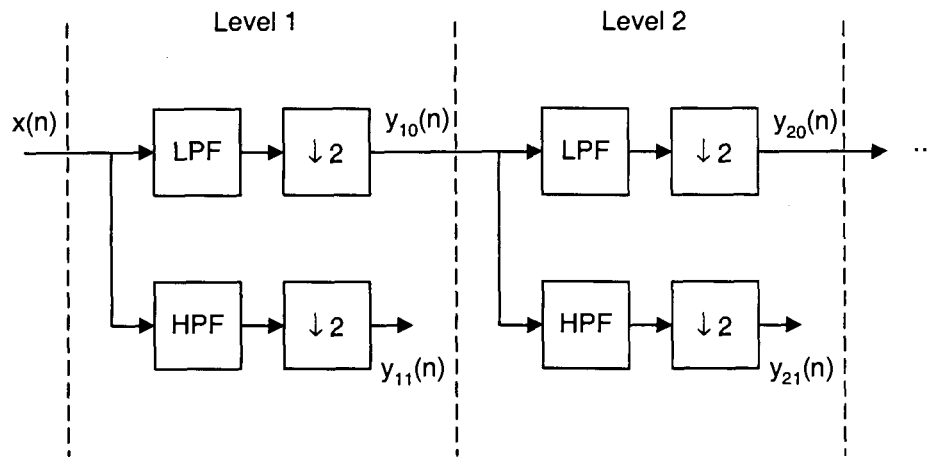 Level 1 Level 2
x(n) y₁₀(n) y₂₀(n)
LPF ↓2 LPF ↓2 ..
HPF ↓2 HPF ↓2
y₁₁(n) y₂₁(n)